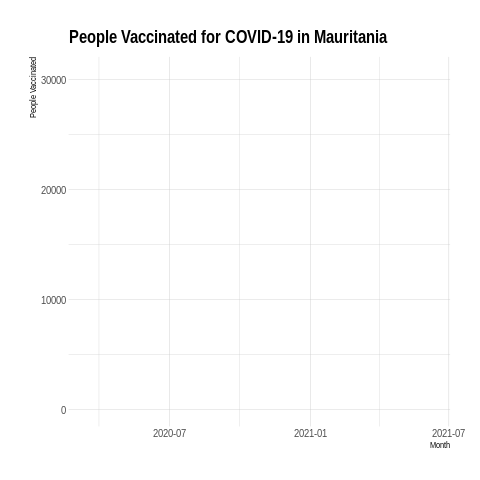 People Vaccinated for COVID-19 in Mauritania
People Vaccinated
30000
20000
10000
0
2020-07 2021-01 2021-07
Month